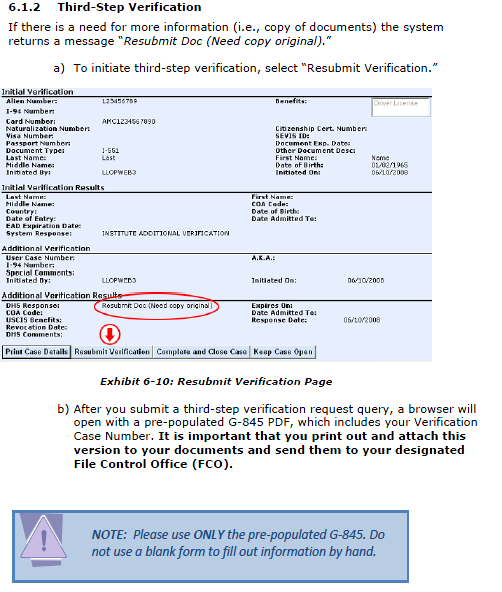 6.1.2 Third-Step Verification
If there is a need for more information (i.e., copy of documents) the system
returns a message “Resubmit Doc (Need copy original).”
a) To initiate third-step verification, select “Resubmit Verification.”
Initial Verification
Alien Number: 123456789 Benefits: Driver License
I-94 Number:
Card Number: AMC1234567890
Naturalization Number: Citizenship Cert. Number:
Visa Number: SEVIS ID:
Passport Number: Document Exp. Date:
Document Type: I-551 Other Document Desc:
Last Name: Last First Name: Name
Middle Name: Date of Birth: 01/02/1965
Initiated By: LLOPWEB3 Initiated On: 06/10/2008
Initial Verification Results
Last Name: First Name:
Middle Name: COA Code:
Country: Date of Birth:
Date of Entry: Date Admitted To:
EAD Expiration Date:
System Response: INSTITUTE ADDITIONAL VERIFICATION
Additional Verification
User Case Number: A.K.A.:
I-94 Number:
Special Comments:
Initiated By: LLOPWEB3 Initiated On: 06/10/2008
Additional Verification Results
DHS Response: Resubmit Doc (Need copy original) Expires On:
COA Code: Date Admitted To:
USCIS Benefits: Response Date: 06/10/2008
Revocation Date:
DHS Comments:
Print Case Details Resubmit Verification Complete and Close Case Keep Case Open
Exhibit 6-10: Resubmit Verification Page
b) After you submit a third-step verification request query, a browser will
open with a pre-populated G-845 PDF, which includes your Verification
Case Number. It is important that you print out and attach this
version to your documents and send them to your designated
File Control Office (FCO).
NOTE: Please use ONLY the pre-populated G-845. Do
not use a blank form to fill out information by hand.